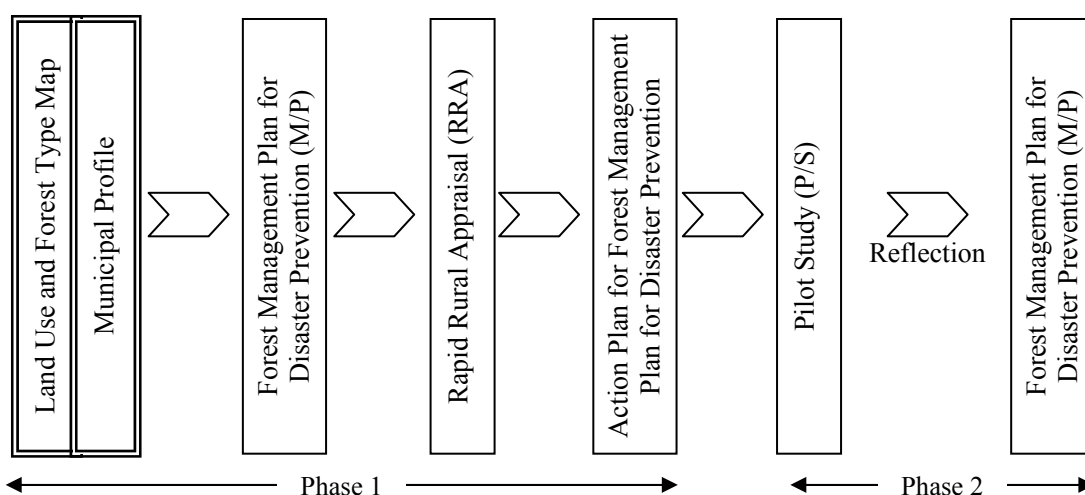 Land Use and Forest Type Map
Municipal Profile
Forest Management Plan for
Disaster Prevention (M/P)
Rapid Rural Appraisal (RRA)
Action Plan for Forest Management
Plan for Disaster Prevention
Pilot Study (P/S)
Reflection
Forest Management Plan for
Disaster Prevention (M/P)
Phase 1
Phase 2